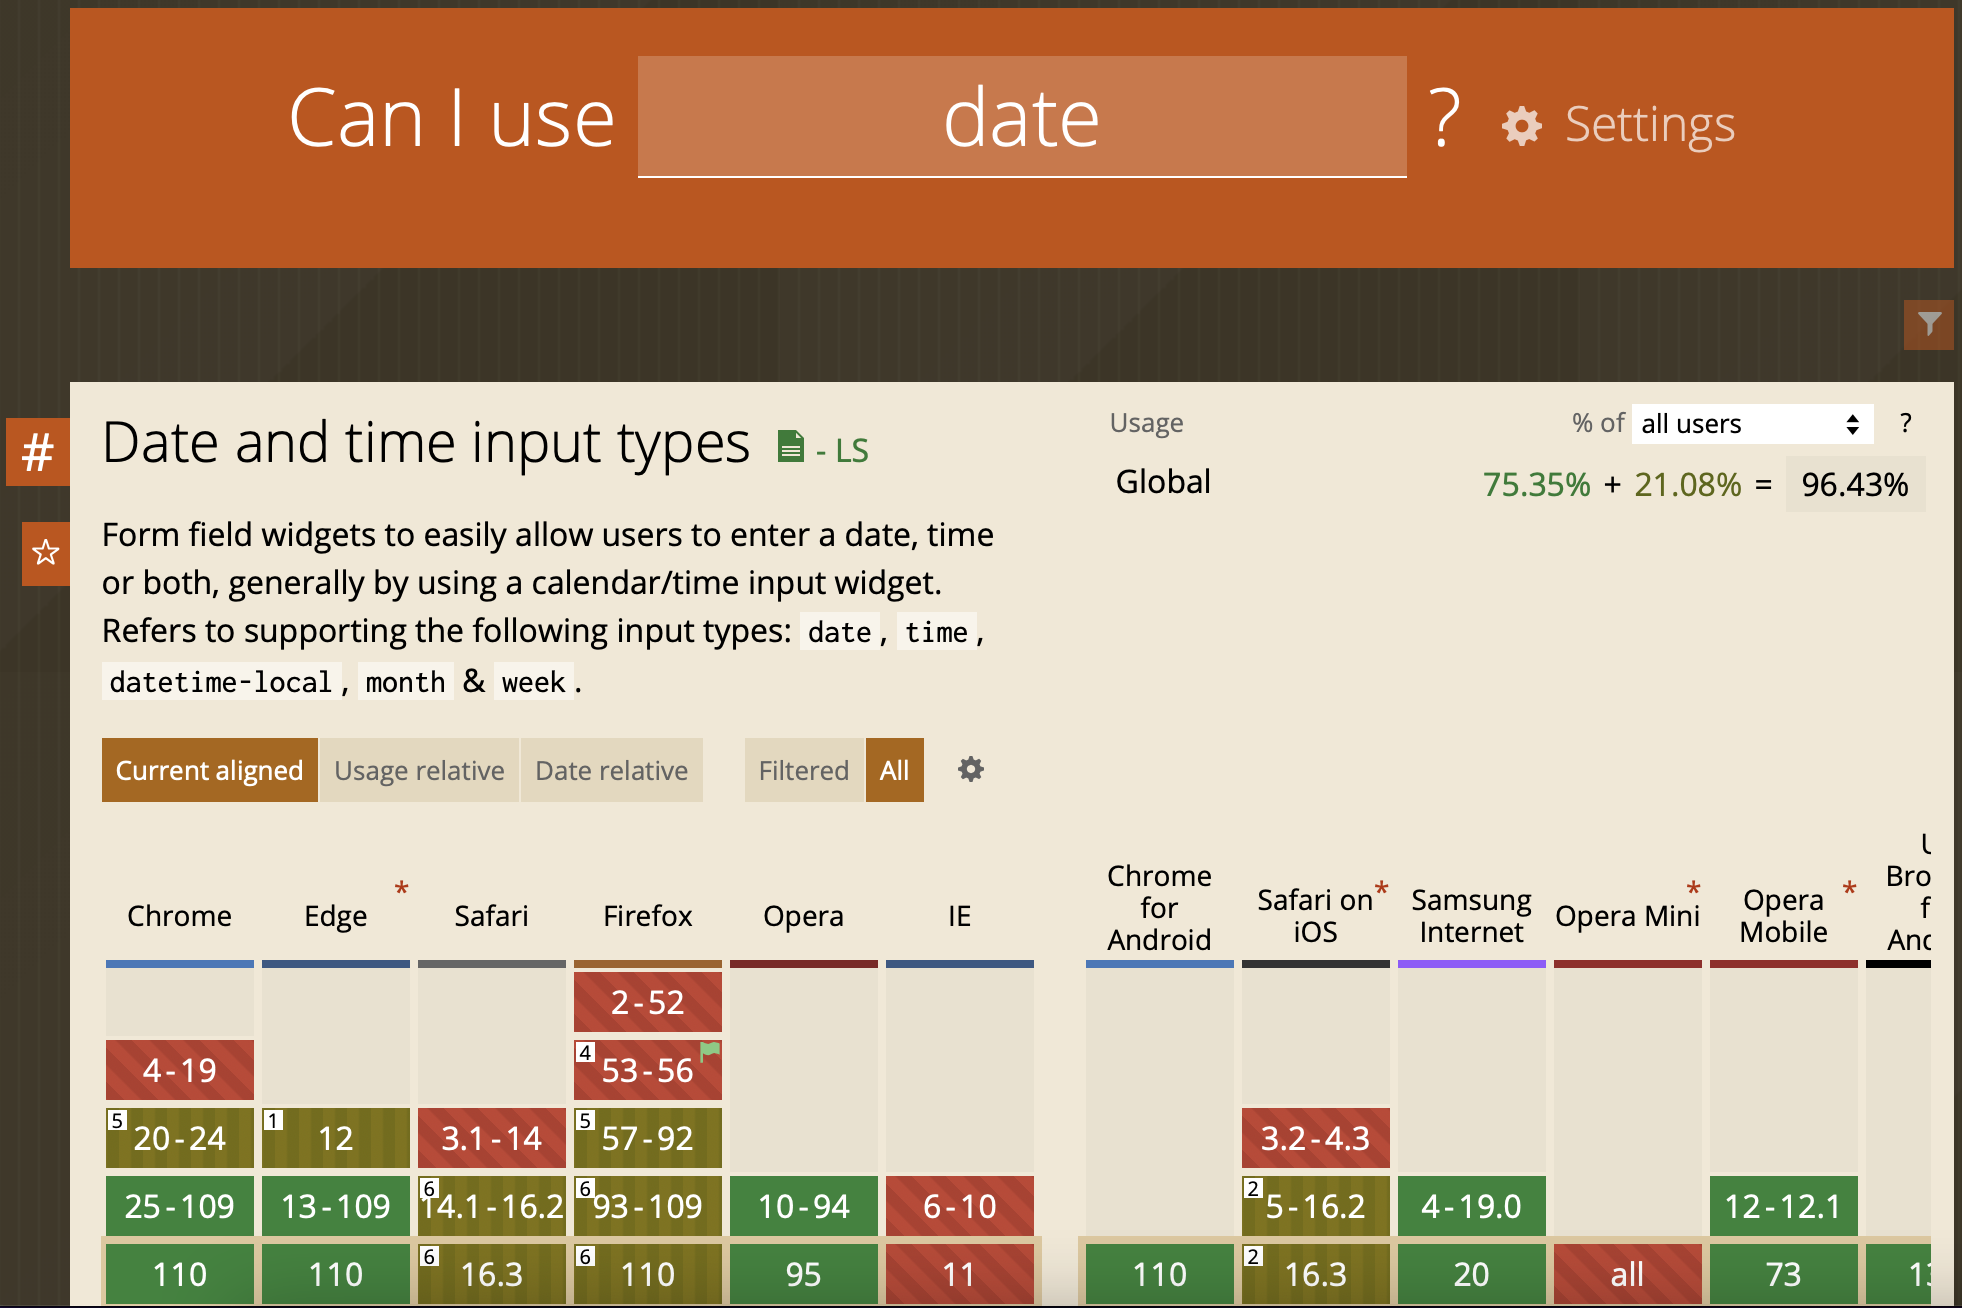 Can I use date ? Settings
# Date and time input types - LS
Usage % of all users ?
Global 75.35% + 21.08% = 96.43%
Form field widgets to easily allow users to enter a date, time
or both, generally by using a calendar/time input widget.
Refers to supporting the following input types: date, time,
datetime-local, month & week.
Current aligned Usage relative Date relative Filtered All
Chrome Edge * Safari Firefox Opera IE
Chrome
for
Android
Safari on *
iOS
Samsung
Internet
Opera Mini *
Opera *
Mobile
2-52
4-19 4 53-56
5 20-24 1 12 3.1-14 5 57-92 3.2-4.3
25-109 13-109 6 14.1-16.2 6 93-109 10-94 6-10 2 5-16.2 4-19.0 12-12.1
110 110 6 16.3 6 110 95 11 110 2 16.3 20 all 73